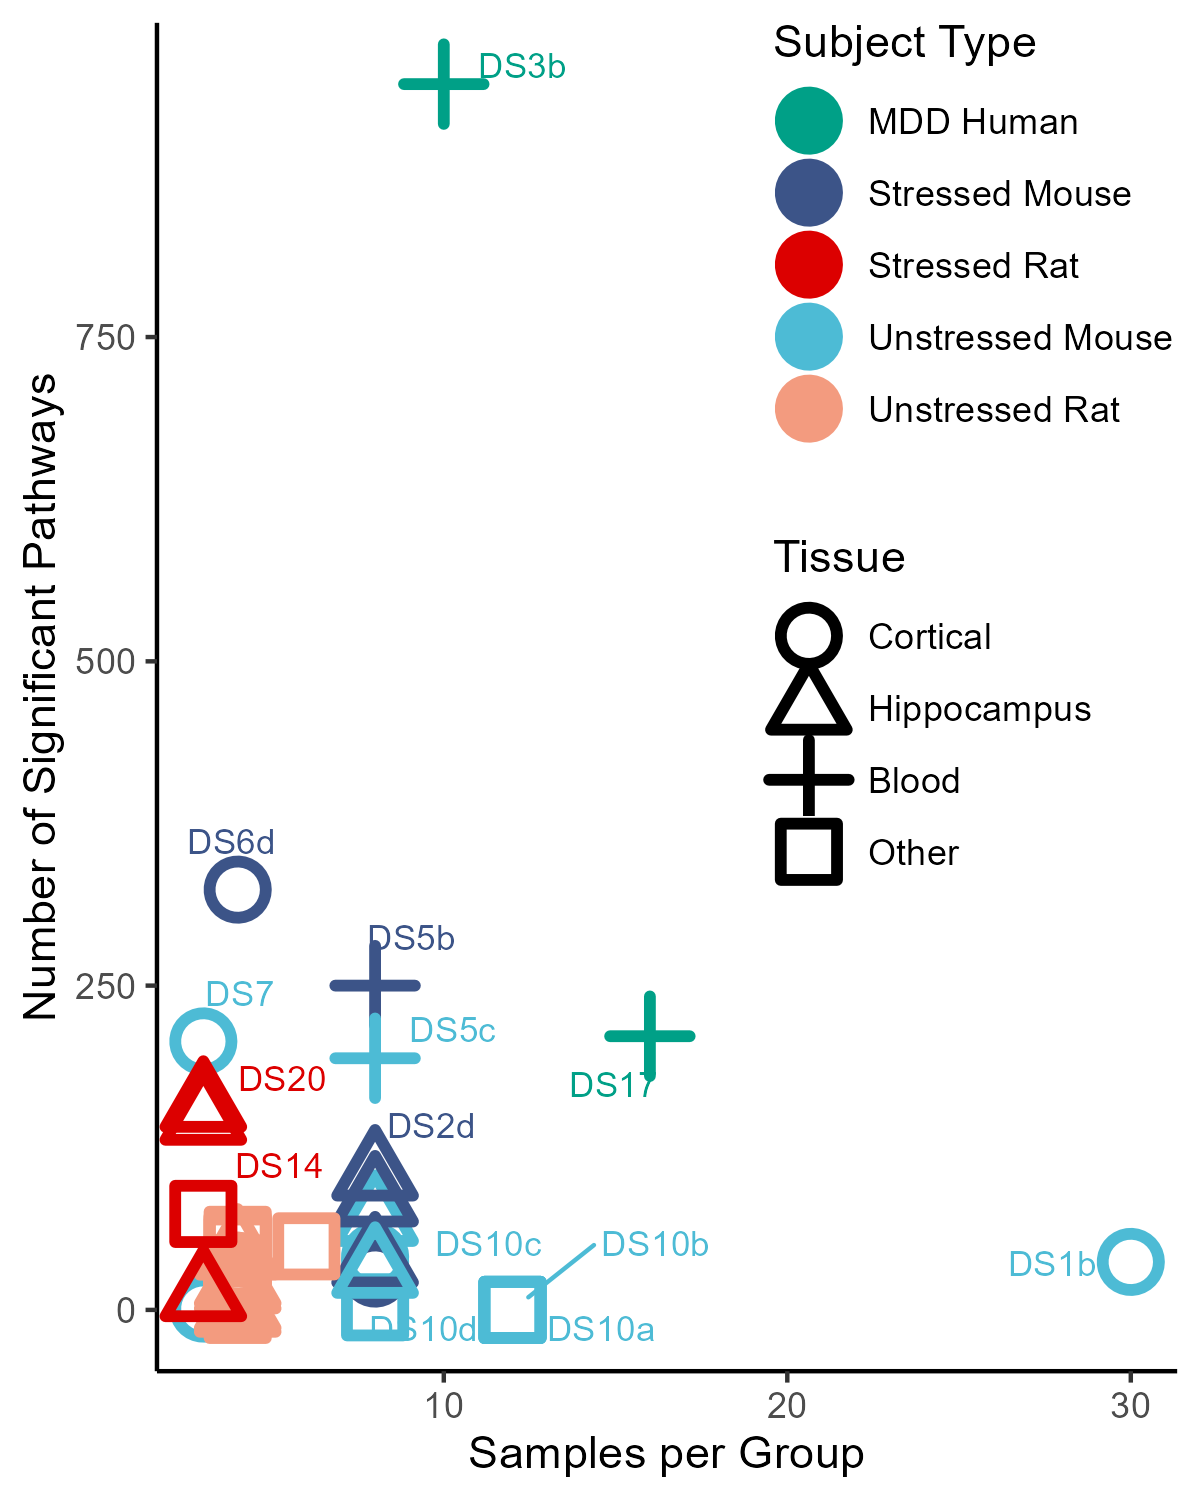 DS3b
Subject Type
MDD Human
Stressed Mouse
Stressed Rat
Unstressed Mouse
Unstressed Rat
Tissue
Cortical
Hippocampus
Blood
Other
Number of Significant Pathways
750
500
250
0
DS6d
DS5b
DS7
DS5c
DS20
DS17
DS2d
DS14
DS10c
DS10b
DS1b
DS10d
DS10a
10
20
30
Samples per Group